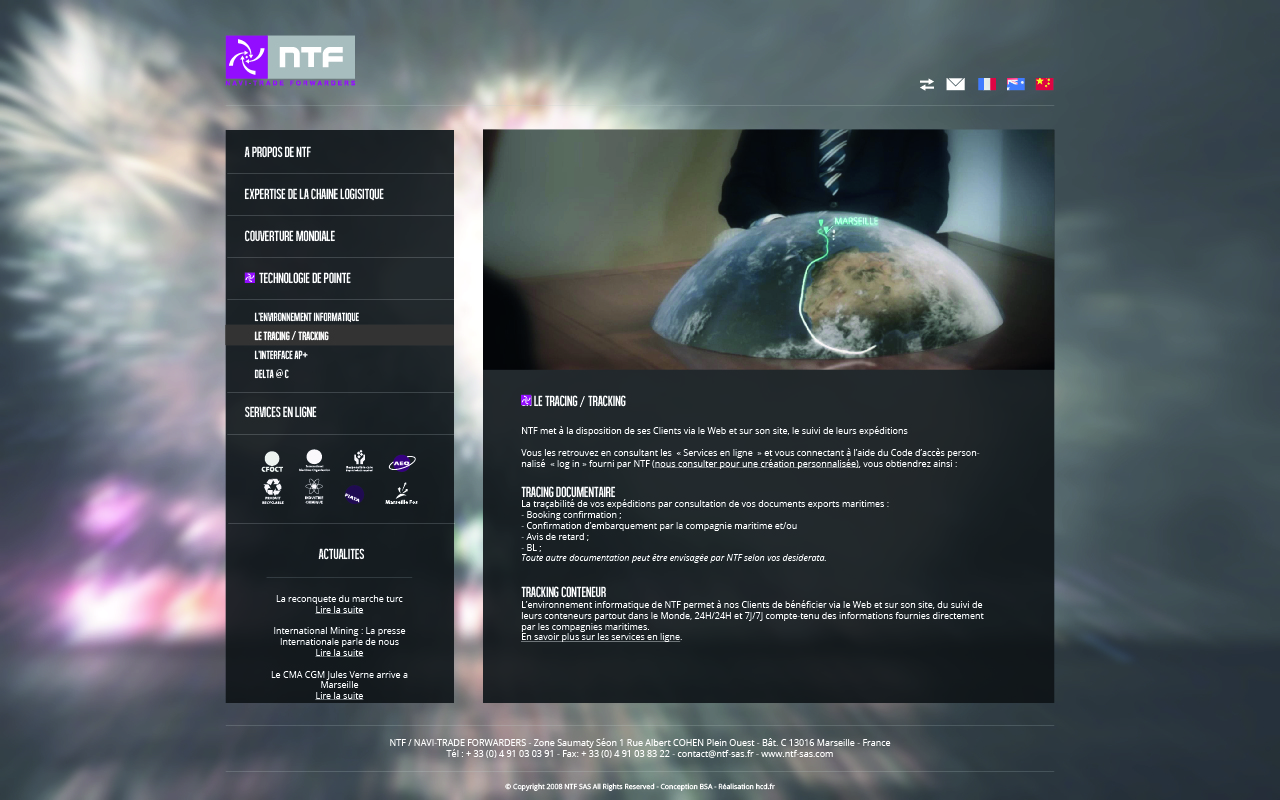 NTF
NAVI-TRADE FORWARDERS
A PROPOS DE NTF
EXPERTISE DE LA CHAINE LOGISITQUE
COUVERTURE MONDIALE
TECHNOLOGIE DE POINTE
L'ENVIRONNEMENT INFORMATIQUE
LE TRACING / TRACKING
L'INTERFACE AP+
DELTA @ C
SERVICES EN LIGNE
CFOCT
AEO
PRODUIT
RECYCLABLE
INDUSTRIE
CHIMIQUE
FIATA
Marseille Fos
ACTUALITES
La reconquete du marche turc
Lire la suite
International Mining : La presse
Internationale parle de nous
Lire la suite
Le CMA CGM Jules Verne arrive a
Marseille
Lire la suite
MARSEILLE
LE TRACING / TRACKING
NTF met à la disposition de ses Clients via le Web et sur son site, le suivi de leurs expéditions
Vous les retrouvez en consultant les « Services en ligne » et vous connectant à l'aide du Code d'accès person-
nalisé « log in » fourni par NTF (nous consulter pour une création personnalisée), vous obtiendrez ainsi :
TRACING DOCUMENTAIRE
La traçabilité de vos expéditions par consultation de vos documents exports maritimes :
- Booking confirmation ;
- Confirmation d'embarquement par la compagnie maritime et/ou
- Avis de retard ;
- BL ;
Toute autre documentation peut être envisagée par NTF selon vos desiderata.
TRACKING CONTENEUR
L'environnement informatique de NTF permet à nos Clients de bénéficier via le Web et sur son site, du suivi de
leurs conteneurs partout dans le Monde, 24H/24H et 7J/7J compte-tenu des informations fournies directement
par les compagnies maritimes.
En savoir plus sur les services en ligne.
NTF / NAVI-TRADE FORWARDERS - Zone Saumaty Séon 1 Rue Albert COHEN Plein Ouest - Bât. C 13016 Marseille - France
Tél : + 33 (0) 4 91 03 03 91 - Fax: + 33 (0) 4 91 03 83 22 - contact@ntf-sas.fr - www.ntf-sas.com
© Copyright 2008 NTF SAS All Rights Reserved - Conception BSA - Réalisation hcd.fr